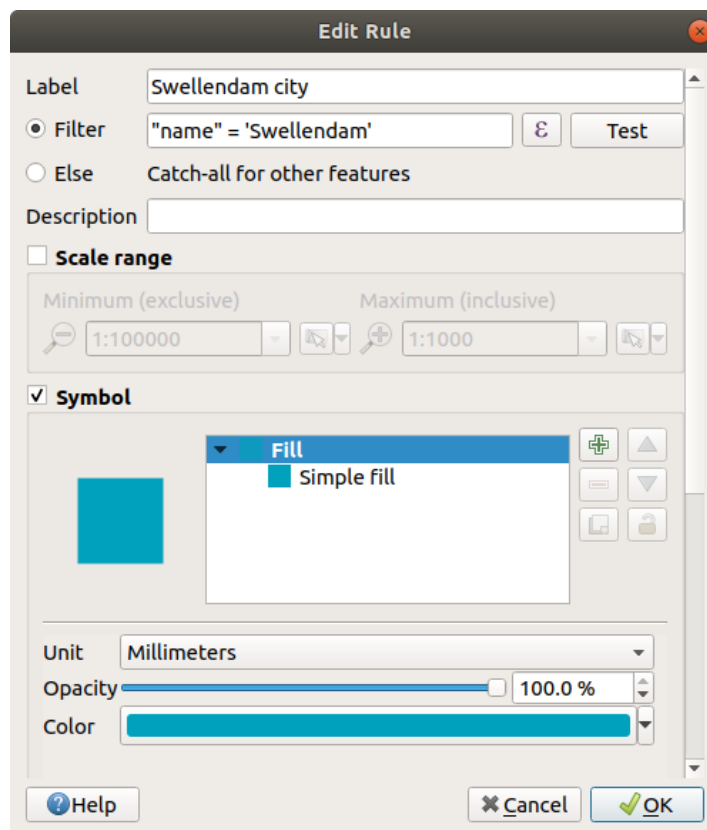 Edit Rule
Label Swellendam city
Filter "name" = 'Swellendam' ε Test
Else Catch-all for other features
Description
Scale range
Minimum (exclusive) Maximum (inclusive)
1:100000 1:1000
Symbol
Fill
Simple fill
Unit Millimeters
Opacity 100.0 %
Color
Help Cancel OK